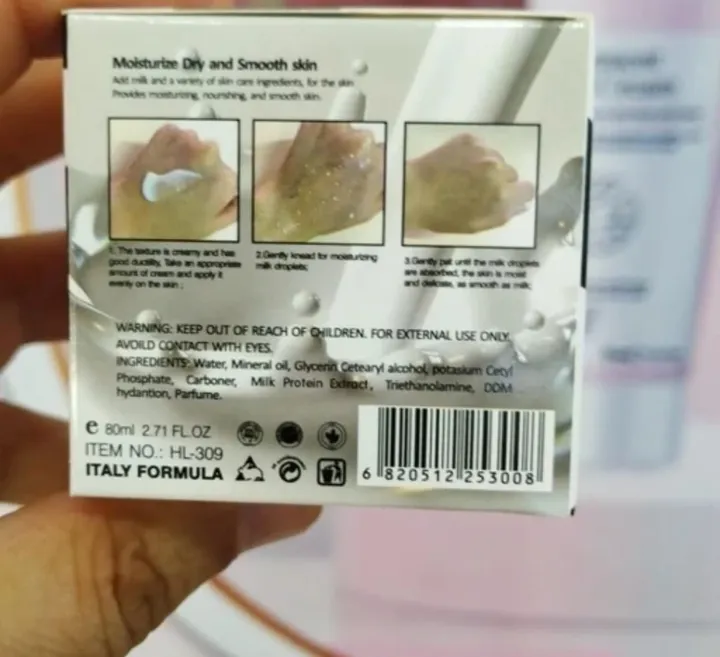 Moisturize Dry and Smooth skin
Add milk and a variety of skin care ingredients, for the skin
Provides moisturizing, nourishing, and smooth skin.
1. The texture is creamy and has
good ductility, Take an appropriate
amount of cream and apply it
evenly on the skin ;
2.Gently knead for moisturizing
milk droplets;
3.Gently pat until the milk droplets
are absorbed, the skin is moist
and delicate, as smooth as milk;
WARNING: KEEP OUT OF REACH OF CHILDREN. FOR EXTERNAL USE ONLY.
AVOILD CONTACT WITH EYES.
INGREDIENTS: Water, Mineral oil, Glycerin Cetearyl alcohol, potasium Cetyl
Phosphate, Carboner, Milk Protein Extract, Triethanolamine, DDM
hydantion, Parfume.
e 80ml 2.71 FL.OZ
ITEM NO.: HL-309
ITALY FORMULA
6 820512 253008